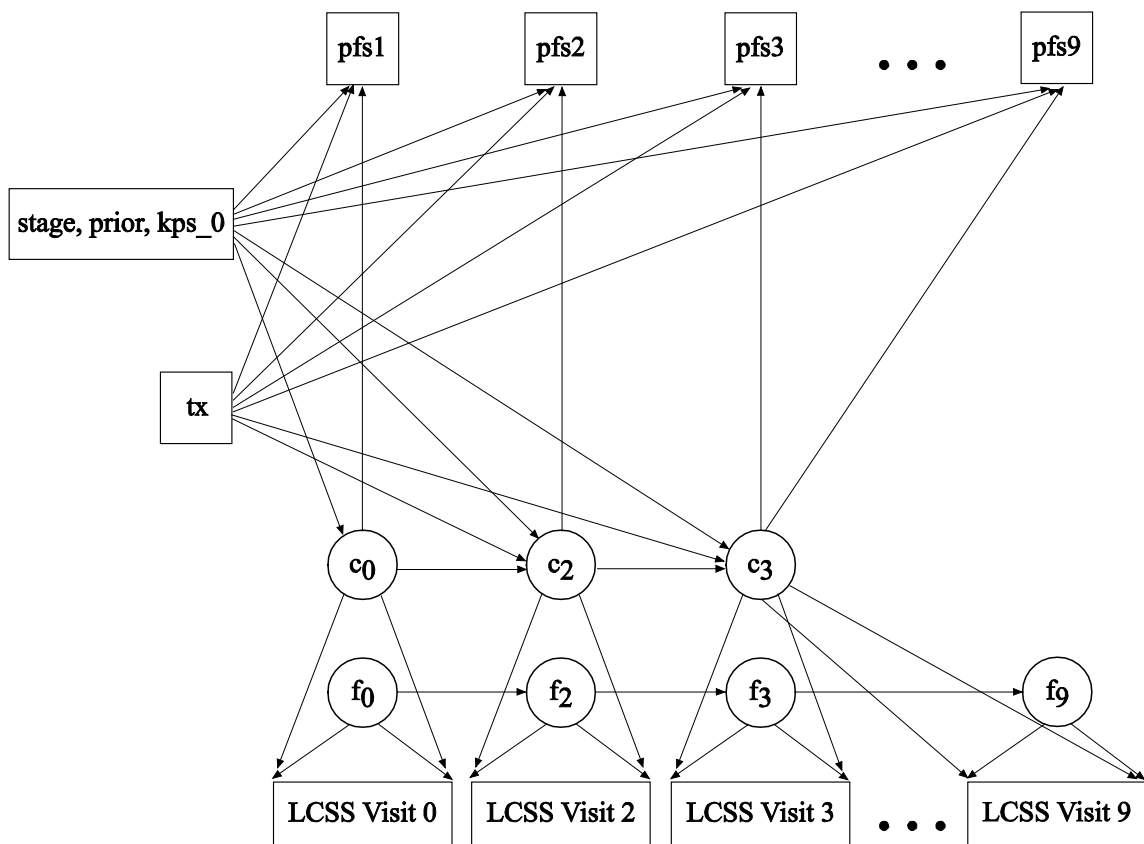 pfs1
pfs2
pfs3
• • •
pfs9
stage, prior, kps_0
tx
c0
c2
c3
f0
f2
f3
f9
LCSS Visit 0
LCSS Visit 2
LCSS Visit 3
• • •
LCSS Visit 9